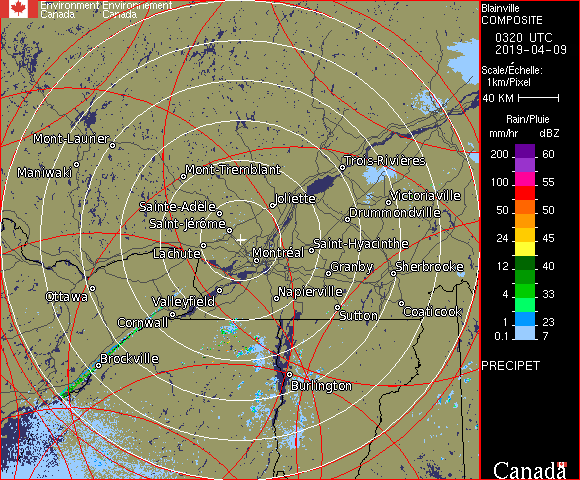 Environment Environnement
Canada Canada
Blainville
COMPOSITE
0320 UTC
2019-04-09
Scale/Échelle:
1km/Pixel
40 KM
Rain/Pluie
mm/hr dBZ
200 60
100 55
75 53
50 50
24 45
12 40
4 33
1 23
0.1 7
PRECIPET
Canada
Mont-Laurier
Maniwaki
Mont-Tremblant
Trois-Rivières
Joliette
Victoriaville
Sainte-Adèle
Drummondville
Saint-Jérôme
Saint-Hyacinthe
Lachute
Montréal
Granby
Sherbrooke
Ottawa
Valleyfield
Napierville
Cornwall
Sutton
Coaticook
Brockville
Burlington